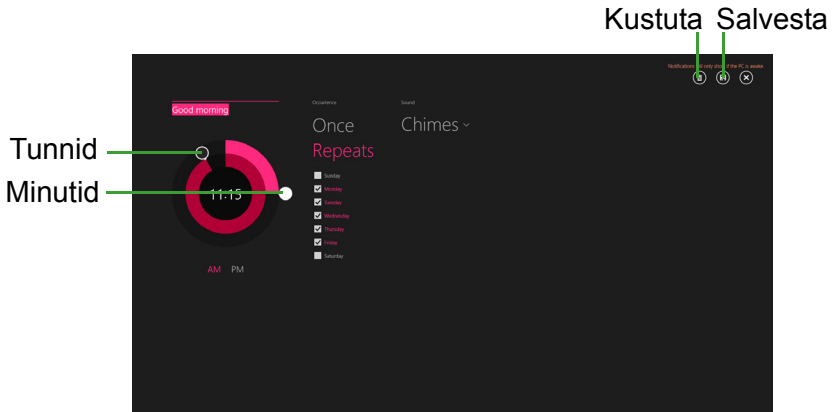 Kustuta Salvesta
Notifications will only show if the PC is awake
Good morning
Occurrence
Sound
Once
Chimes
Repeats
Tunnid
Minutid
11:15
Sunday
Monday
Tuesday
Wednesday
Thursday
Friday
Saturday
AM PM